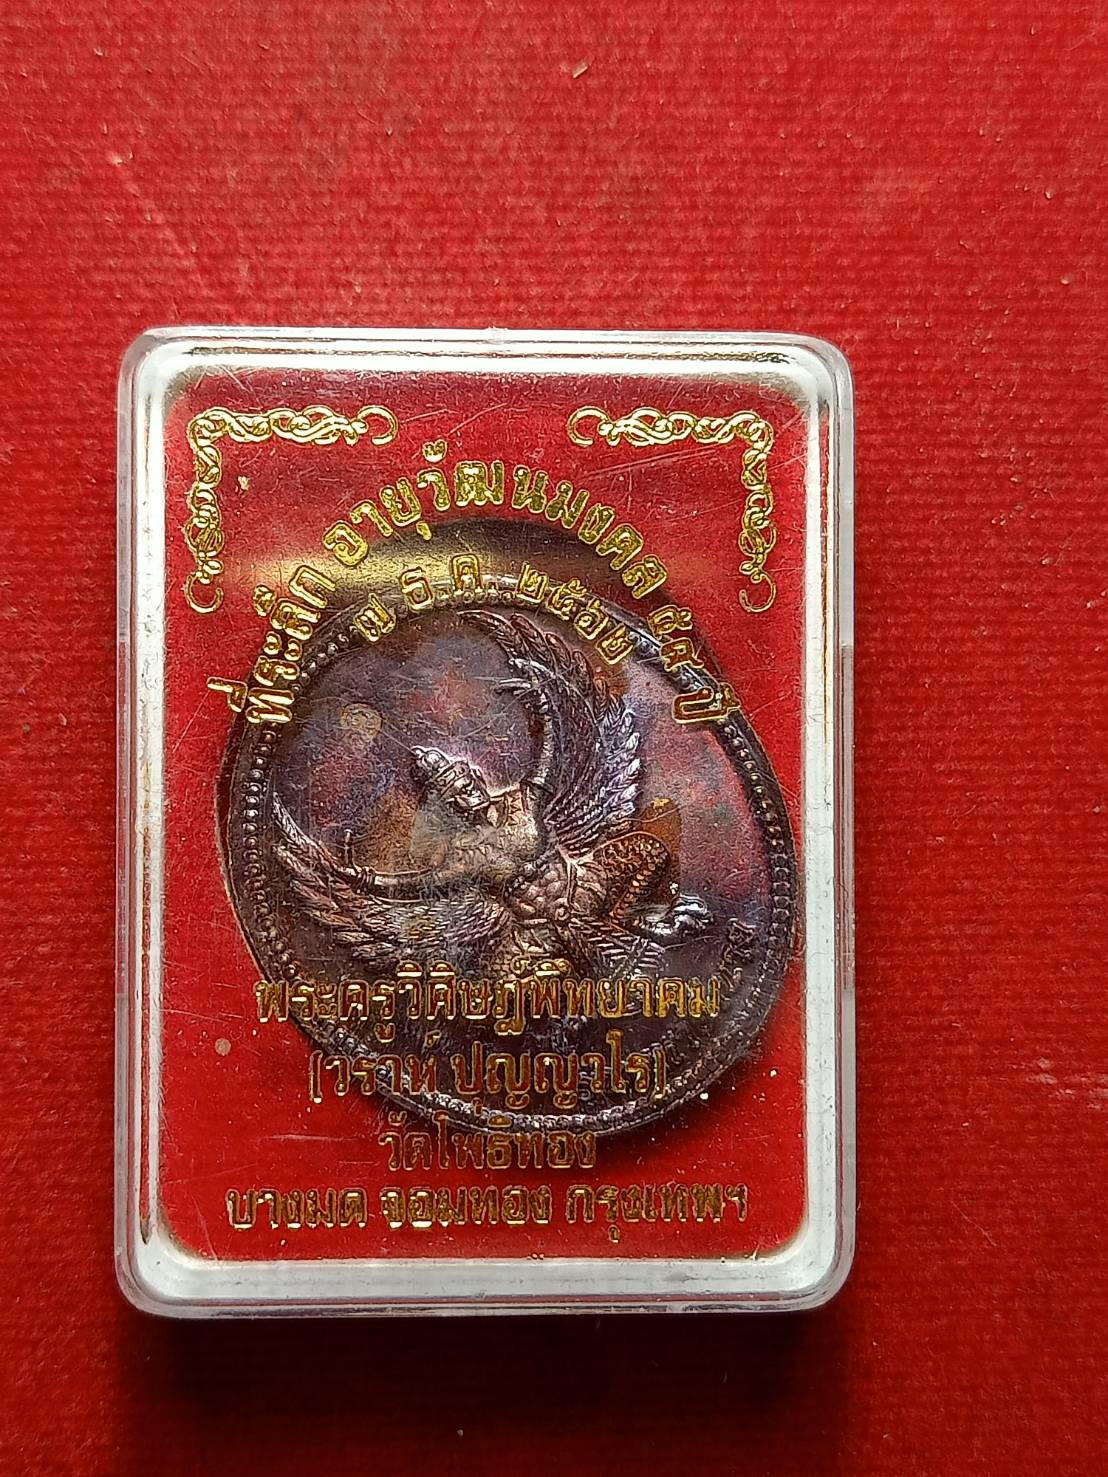 ที่ระลึก อายุวัฒนมงคล ๕๙ ปี
๗ ธ.ค. ๒๕๖๒
พระครูวิศิษฏ์พิทยาคม
(วราห์ ปุญญวโร)
วัดโพธิทอง
บางมด จอมทอง กรุงเทพฯ